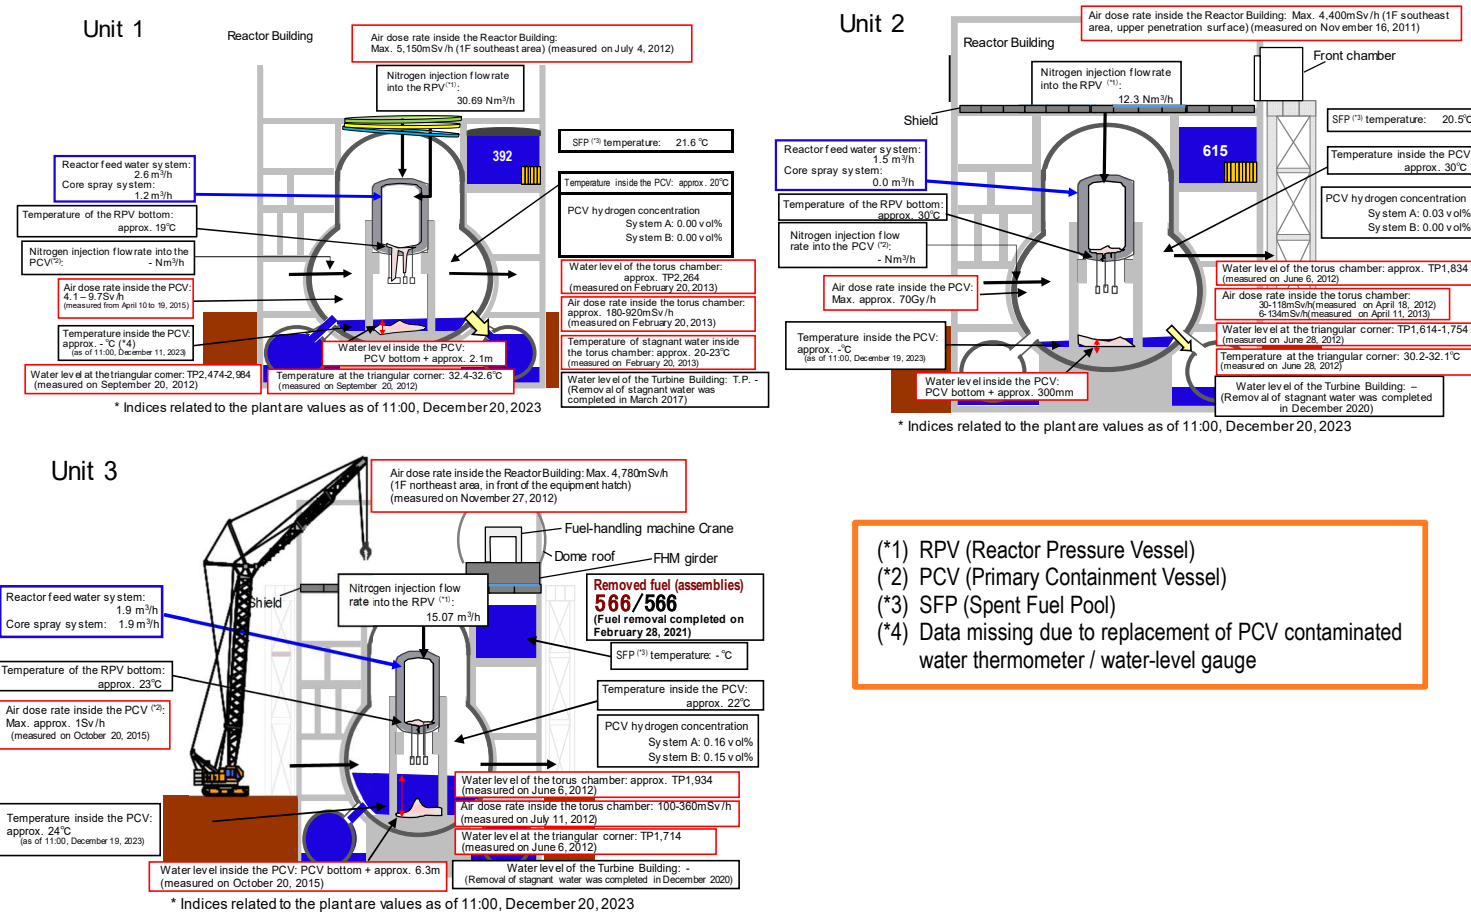 Unit 1
Reactor Building
Air dose rate inside the Reactor Building:
Max. 5,150mSv/h (1F southeast area) (measured on July 4, 2012)
Nitrogen injection flow rate
into the RPV(*1):
30.69 Nm³/h
392
SFP (*3) temperature: 21.6°C
Reactor feed water system:
2.6 m³/h
Core spray system:
1.2 m³/h
Temperature of the RPV bottom:
approx. 19°C
Nitrogen injection flow rate into the
PCV(*2):
- Nm³/h
Air dose rate inside the PCV:
4.1 – 9.7Sv/h
(measured from April 10 to 19, 2015)
Temperature inside the PCV:
approx. - °C (*4)
(as of 11:00, December 11, 2023)
Water level at the triangular corner: TP2,474-2,984
(measured on September 20, 2012)
Water level inside the PCV:
PCV bottom + approx. 2.1m
Temperature at the triangular corner: 32.4-32.6°C
(measured on September 20, 2012)
Temperature inside the PCV: approx. 20°C
PCV hydrogen concentration
System A: 0.00 vol%
System B: 0.00 vol%
Water level of the torus chamber:
approx. TP2,264
(measured on February 20, 2013)
Air dose rate inside the torus chamber:
approx. 180-920mSv/h
(measured on February 20, 2013)
Temperature of stagnant water inside
the torus chamber: approx. 20-23°C
(measured on February 20, 2013)
Water level of the Turbine Building: T.P. -
(Removal of stagnant water was
completed in March 2017)
* Indices related to the plant are values as of 11:00, December 20, 2023
Unit 2
Reactor Building
Air dose rate inside the Reactor Building: Max. 4,400mSv/h (1F southeast
area, upper penetration surface) (measured on November 16, 2011)
Front chamber
Nitrogen injection flow rate
into the RPV (*1):
12.3 Nm³/h
Shield
615
SFP (*3) temperature: 20.5°C
Reactor feed water system:
1.5 m³/h
Core spray system:
0.0 m³/h
Temperature of the RPV bottom:
approx. 30°C
Nitrogen injection flow
rate into the PCV (*2):
- Nm³/h
Air dose rate inside the PCV:
Max. approx. 70Gy/h
Temperature inside the PCV:
approx. -°C
(as of 11:00, December 19, 2023)
Water level inside the PCV:
PCV bottom + approx. 300mm
Temperature inside the PCV:
approx. 30°C
PCV hydrogen concentration
System A: 0.03 vol%
System B: 0.00 vol%
Water level of the torus chamber: approx. TP1,834
(measured on June 6, 2012)
Air dose rate inside the torus chamber:
30-118mSv/h(measured on April 18, 2012)
6-134mSv/h(measured on April 11, 2013)
Water level at the triangular corner: TP1,614-1,754
(measured on June 28, 2012)
Temperature at the triangular corner: 30.2-32.1°C
(measured on June 28, 2012)
Water level of the Turbine Building: –
(Removal of stagnant water was completed
in December 2020)
* Indices related to the plant are values as of 11:00, December 20, 2023
Unit 3
Air dose rate inside the Reactor Building: Max. 4,780mSv/h
(1F northeast area, in front of the equipment hatch)
(measured on November 27, 2012)
Fuel-handling machine Crane
Dome roof
FHM girder
Shield
Nitrogen injection flow
rate into the RPV (*1):
15.07 m³/h
Removed fuel (assemblies)
566/566
(Fuel removal completed on
February 28, 2021)
SFP (*3) temperature: - °C
Reactor feed water system:
1.9 m³/h
Core spray system: 1.9 m³/h
Temperature of the RPV bottom:
approx. 23°C
Air dose rate inside the PCV (*2):
Max. approx. 1Sv/h
(measured on October 20, 2015)
Temperature inside the PCV:
approx. 24°C
(as of 11:00, December 19, 2023)
Temperature inside the PCV:
approx. 22°C
PCV hydrogen concentration
System A: 0.16 vol%
System B: 0.15 vol%
Water level of the torus chamber: approx. TP1,934
(measured on June 6, 2012)
Air dose rate inside the torus chamber: 100-360mSv/h
(measured on July 11, 2012)
Water level at the triangular corner: TP1,714
(measured on June 6, 2012)
Water level inside the PCV: PCV bottom + approx. 6.3m
(measured on October 20, 2015)
Water level of the Turbine Building: -
(Removal of stagnant water was completed in December 2020)
* Indices related to the plant are values as of 11:00, December 20, 2023
(*1) RPV (Reactor Pressure Vessel)
(*2) PCV (Primary Containment Vessel)
(*3) SFP (Spent Fuel Pool)
(*4) Data missing due to replacement of PCV contaminated
water thermometer / water-level gauge